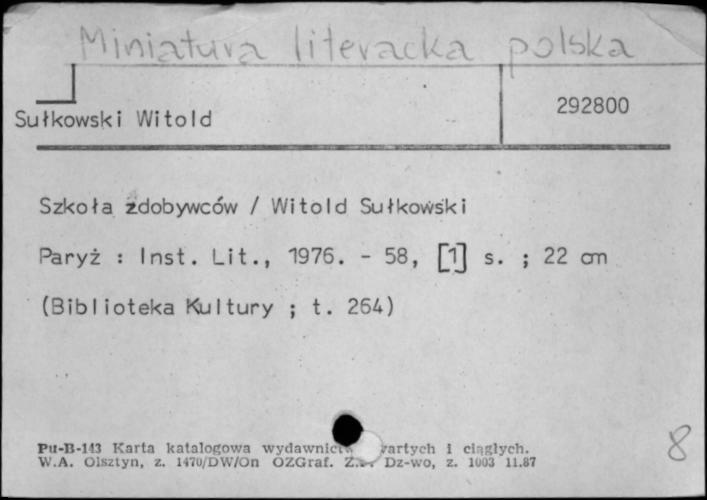 Miniatura literacka polska
292800
Sułkowski Witold
Szkoła zdobywców / Witold Sułkowski
Paryż : Inst. Lit., 1976. - 58, [1] s. ; 22 cm
(Biblioteka Kultury ; t. 264)
Pu-B-143 Karta katalogowa i ciągłych.
W.A. Olsztyn, z. 1470/DW/On OZGraf. Dz-wo, z. 1003 11.87
8